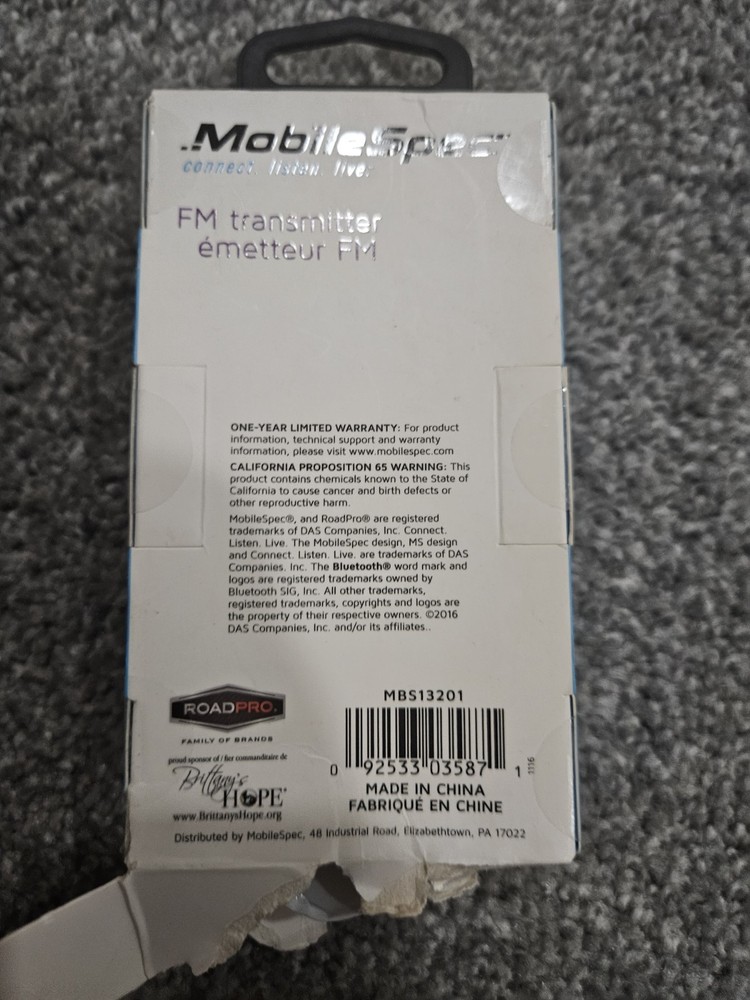 .MobileSpec
connect. listen. live.
FM transmitter
émetteur FM
ONE-YEAR LIMITED WARRANTY: For product
information, technical support and warranty
information, please visit www.mobilespec.com
CALIFORNIA PROPOSITION 65 WARNING: This
product contains chemicals known to the State of
California to cause cancer and birth defects or
other reproductive harm.
MobileSpec®, and RoadPro® are registered
trademarks of DAS Companies, Inc. Connect.
Listen. Live. The MobileSpec design, MS design
and Connect. Listen. Live. are trademarks of DAS
Companies. Inc. The Bluetooth® word mark and
logos are registered trademarks owned by
Bluetooth SIG, Inc. All other trademarks,
registered trademarks, copyrights and logos are
the property of their respective owners. ©2016
DAS Companies, Inc. and/or its affiliates..
ROADPRO®
FAMILY OF BRANDS
MBS13201
0 92533 03587 1
1116
MADE IN CHINA
FABRIQUÉ EN CHINE
proud sponsor of / fier commanditaire de
Brittany's
HOPE
www.BrittanysHope.org
Distributed by MobileSpec, 48 Industrial Road, Elizabethtown, PA 17022